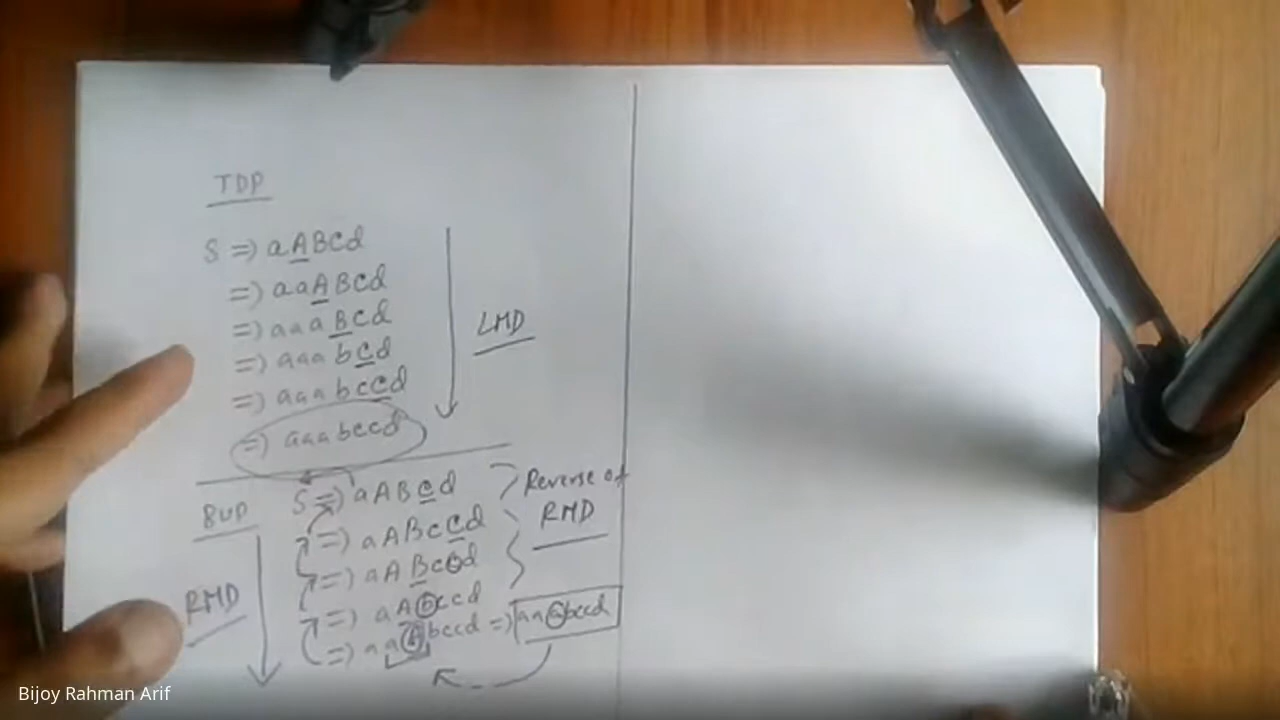 TDP
S => aABCd
=> aaABCd
=> aaaBCd
=> aaabCd
=> aaabcCd
=> aaabccd
LMD
BUP
S => aABCd
=> aABcCd
=> aABccd
=> aAbccd
=> aaAbccd => aaabccd
Reverse of
RMD
RMD
Bijoy Rahman Arif